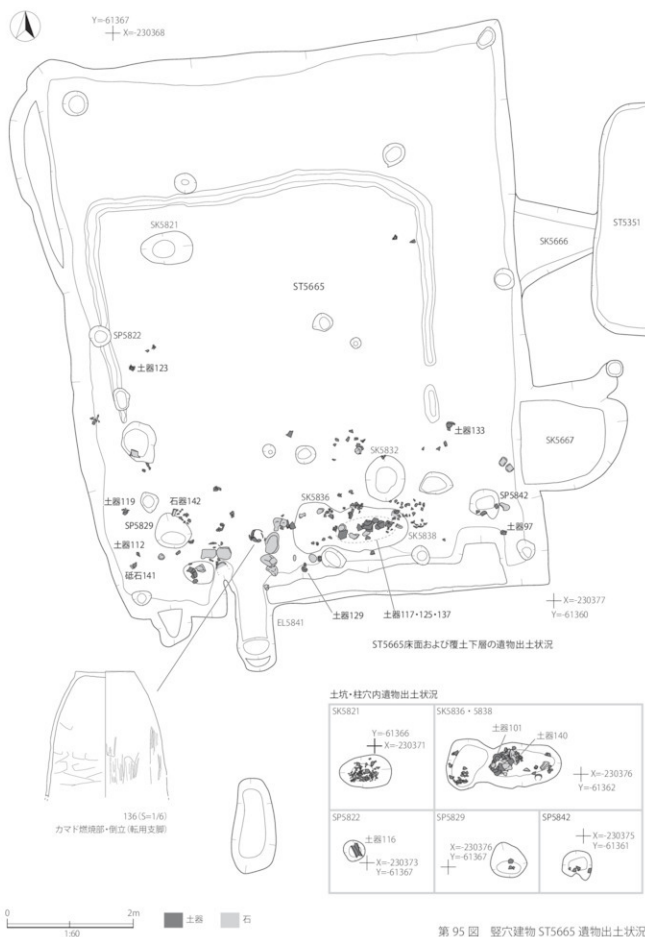 Y=-61367
X=-230368
SK5821
ST5665
SK5666
ST5351
SP5822
土器123
土器133
SK5832
SK5667
土器119
石器142
SK5836
SP5842
SP5829
土器97
土器112
SK5838
砥石141
X=-230377
Y=-61360
土器129
土器117・125・137
EL5841
ST5665床面および覆土下層の遺物出土状況
土坑・柱穴内遺物出土状況
SK5821
Y=-61366
X=-230371
SK5836・5838
土器101
土器140
X=-230376
Y=-61362
SP5822
土器116
X=-230373
Y=-61367
SP5829
X=-230376
Y=-61367
SP5842
X=-230375
Y=-61361
136(S=1/6)
カマド燃焼部・倒立(転用支脚)
0 2m
1:60
土器 石
第 95 図 竪穴建物 ST5665 遺物出土状況